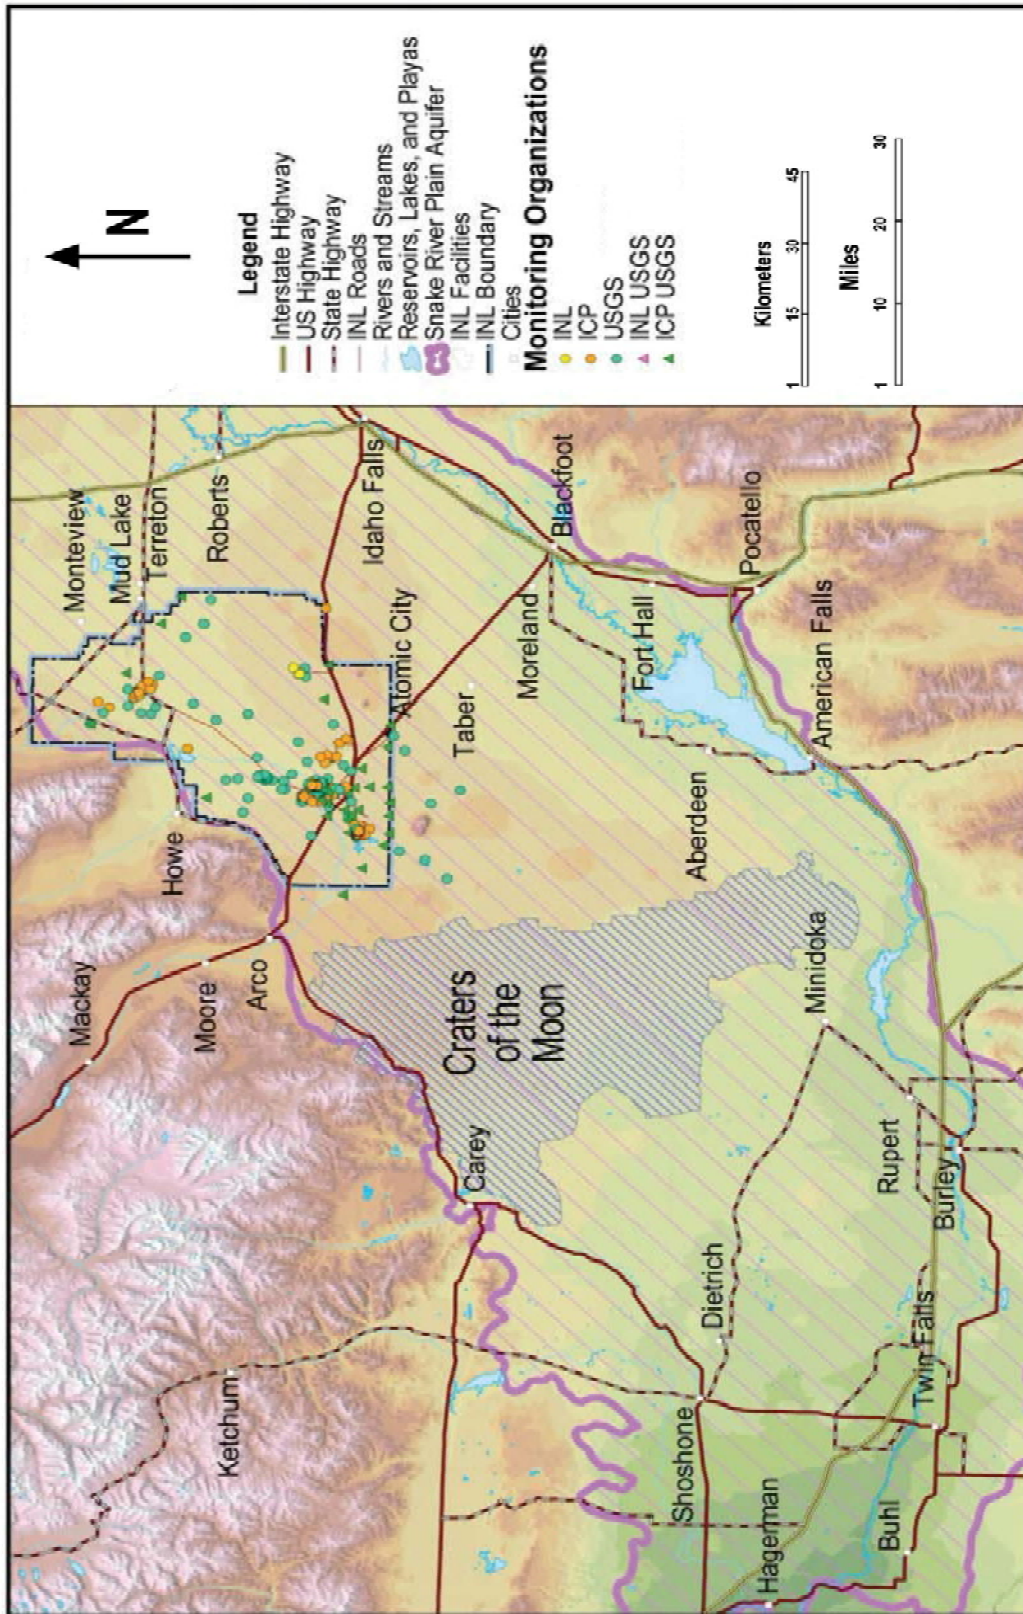 N
Legend
Interstate Highway
US Highway
State Highway
INL Roads
Rivers and Streams
Reservoirs, Lakes, and Playas
Snake River Plain Aquifer
INL Facilities
INL Boundary
Cities
Monitoring Organizations
INL
ICP
USGS
INL USGS
ICP USGS
Kilometers
1 15 30 45
Miles
1 10 20 30
Monteview
Mud Lake
Terreton
Roberts
Idaho Falls
Howe
Mackay
Moore
Arco
Atomic City
Taber
Moreland
Blackfoot
Fort Hall
Pocatello
American Falls
Aberdeen
Craters
of the
Moon
Minidoka
Carey
Ketchum
Rupert
Burley
Dietrich
Shoshone
Twin Falls
Hagerman
Buhl